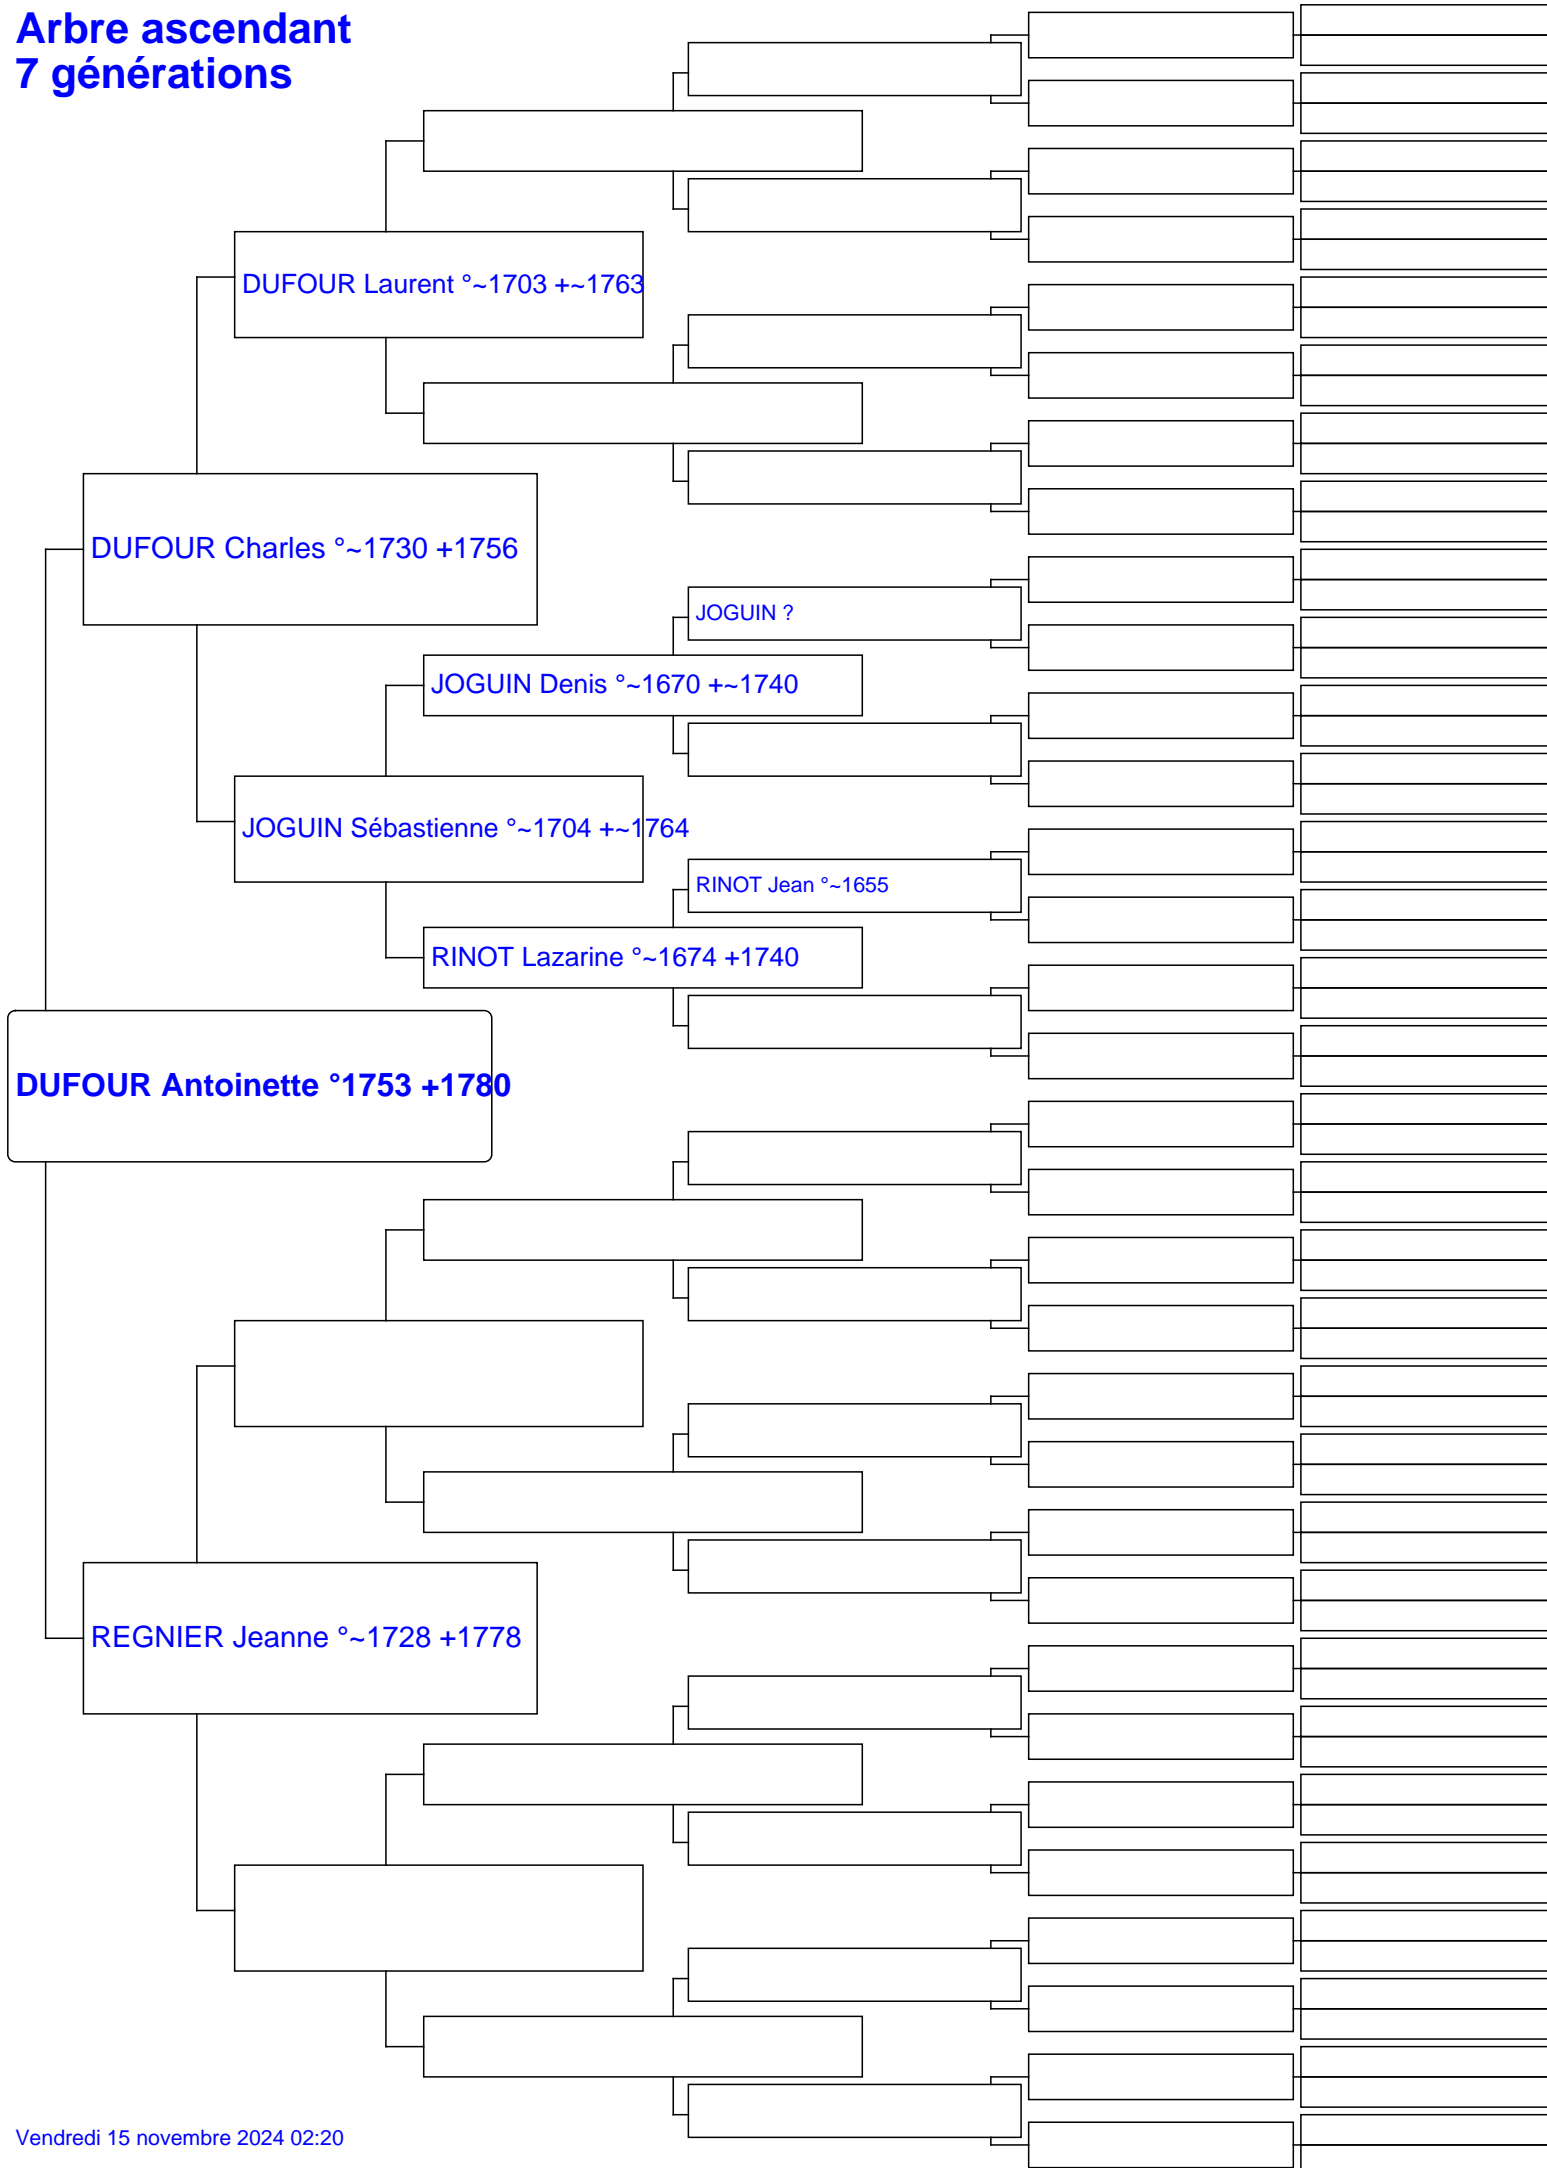 Arbre ascendant
7 générations
DUFOUR Laurent °~1703 +~1763
DUFOUR Charles °~1730 +1756
JOGUIN ?
JOGUIN Denis °~1670 +~1740
JOGUIN Sébastienne °~1704 +~1764
RINOT Jean °~1655
RINOT Lazarine °~1674 +1740
DUFOUR Antoinette °1753 +1780
REGNIER Jeanne °~1728 +1778
Vendredi 15 novembre 2024 02:20